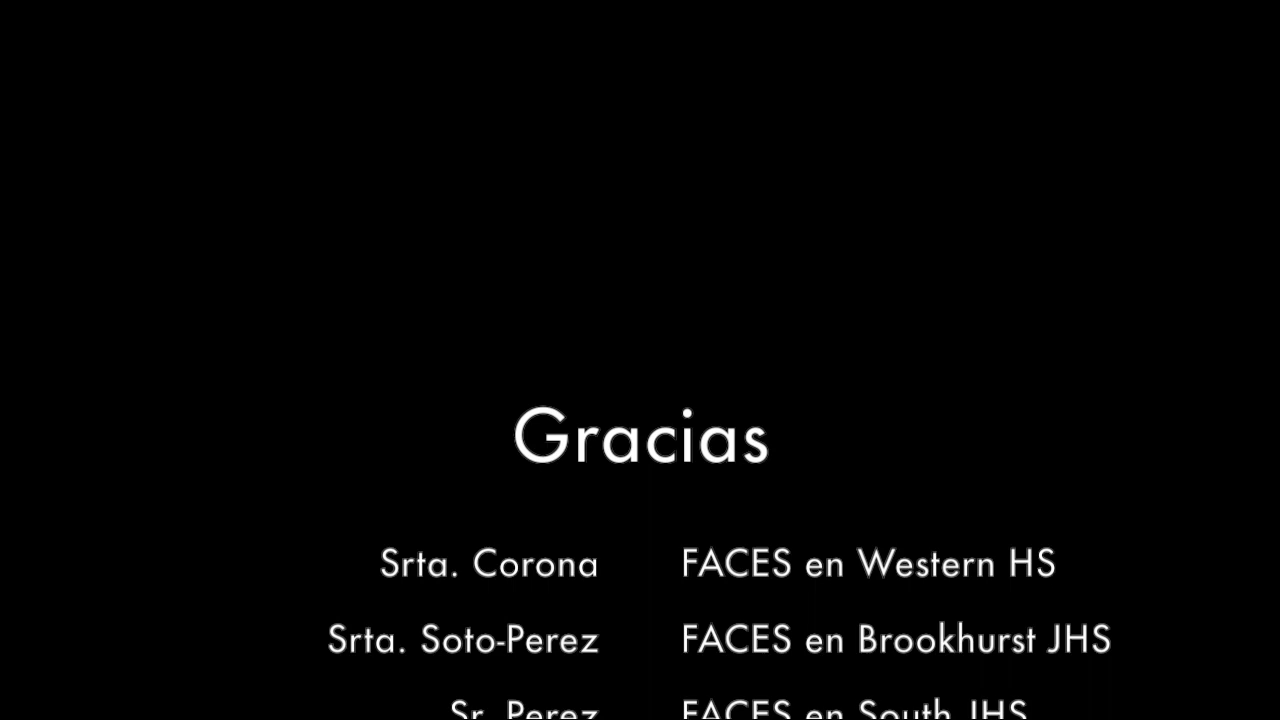 Gracias
Srta. Corona FACES en Western HS
Srta. Soto-Perez FACES en Brookhurst JHS
Sr. Perez FACES en South JHS